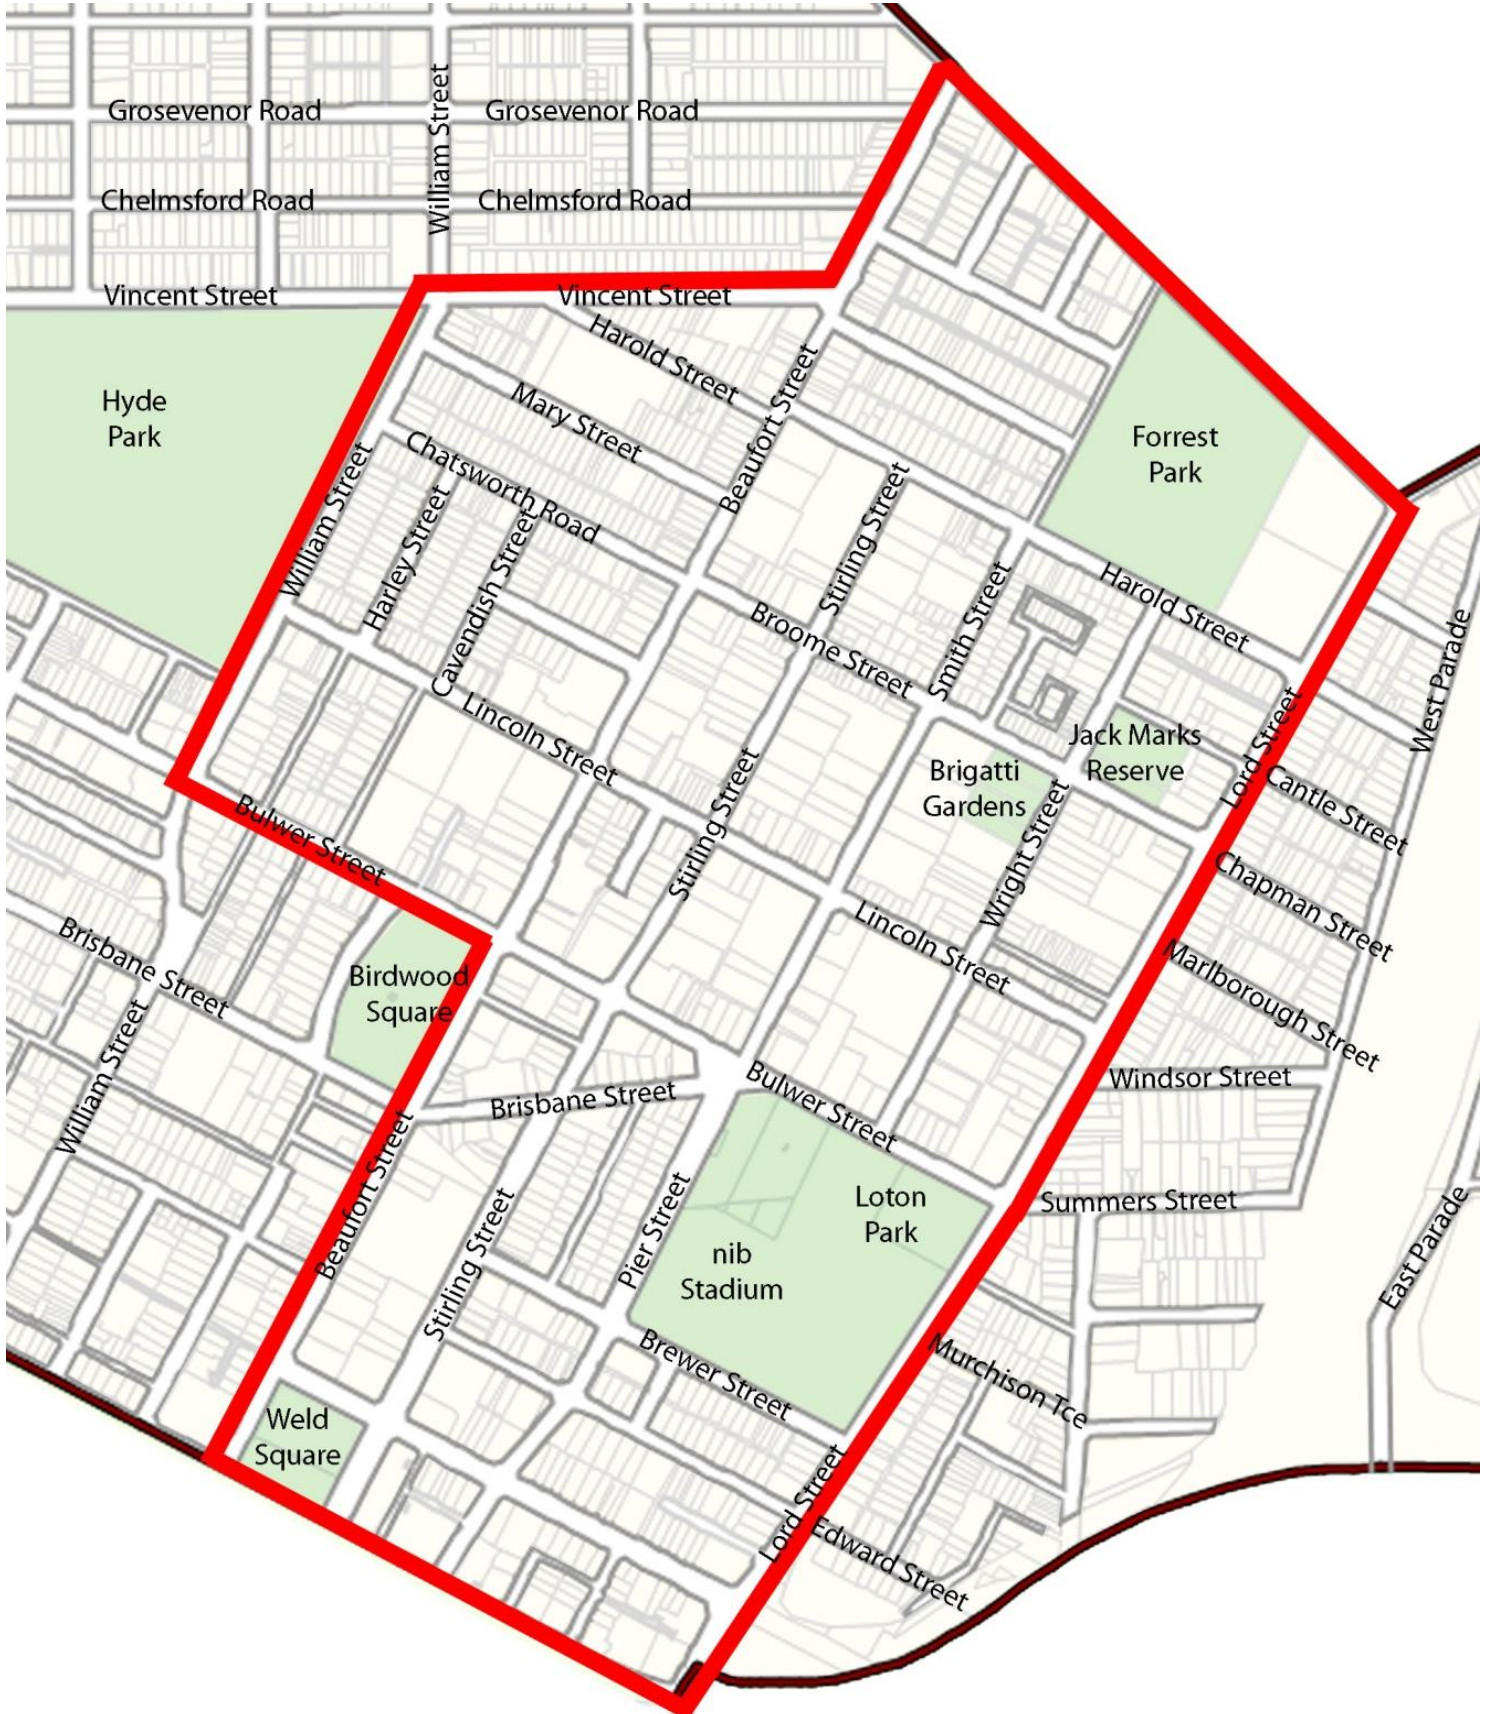 Grosevenor Road
William Street
Grosevenor Road
Chelmsford Road
Chelmsford Road
Vincent Street
Vincent Street
Harold Street
Hyde
Park
Mary Street
Beaufort Street
Forrest
Park
Chatsworth Road
William Street
Harley Street
Cavendish Street
Stirling Street
Smith Street
Harold Street
Broome Street
West Parade
Lincoln Street
Jack Marks
Reserve
Lord Street
Brigatti
Gardens
Cantle Street
Bulwer Street
Stirling Street
Wright Street
Chapman Street
Brisbane Street
Lincoln Street
Birdwood
Square
Marlborough Street
William Street
Brisbane Street
Bulwer Street
Windsor Street
Beaufort Street
Stirling Street
Pier Street
Loton
Park
Summers Street
nib
Stadium
East Parade
Brewer Street
Murchison Tce
Weld
Square
Lord Street
Edward Street